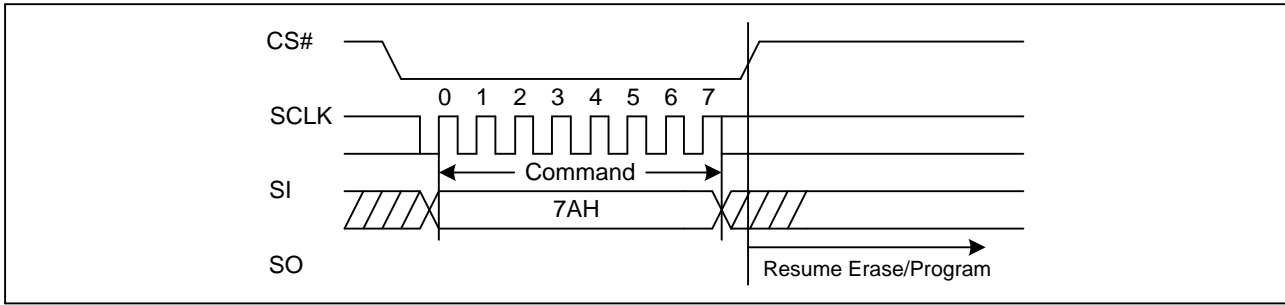 CS#
0 1 2 3 4 5 6 7
SCLK
Command
SI
7AH
SO
Resume Erase/Program